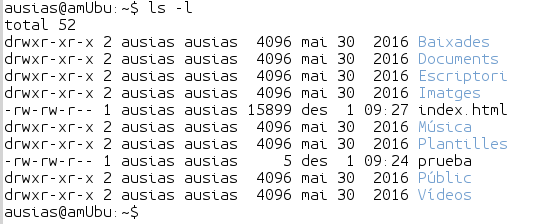 ausias@amUbu:~$ ls -l
total 52
drwxr-xr-x 2 ausias ausias  4096 mai 30  2016 Baixades
drwxr-xr-x 2 ausias ausias  4096 mai 30  2016 Documents
drwxr-xr-x 2 ausias ausias  4096 mai 30  2016 Escriptori
drwxr-xr-x 2 ausias ausias  4096 mai 30  2016 Imatges
-rw-rw-r-- 1 ausias ausias 15899 des  1 09:27 index.html
drwxr-xr-x 2 ausias ausias  4096 mai 30  2016 Música
drwxr-xr-x 2 ausias ausias  4096 mai 30  2016 Plantilles
-rw-rw-r-- 1 ausias ausias     5 des  1 09:24 prueba
drwxr-xr-x 2 ausias ausias  4096 mai 30  2016 Públic
drwxr-xr-x 2 ausias ausias  4096 mai 30  2016 Vídeos
ausias@amUbu:~$